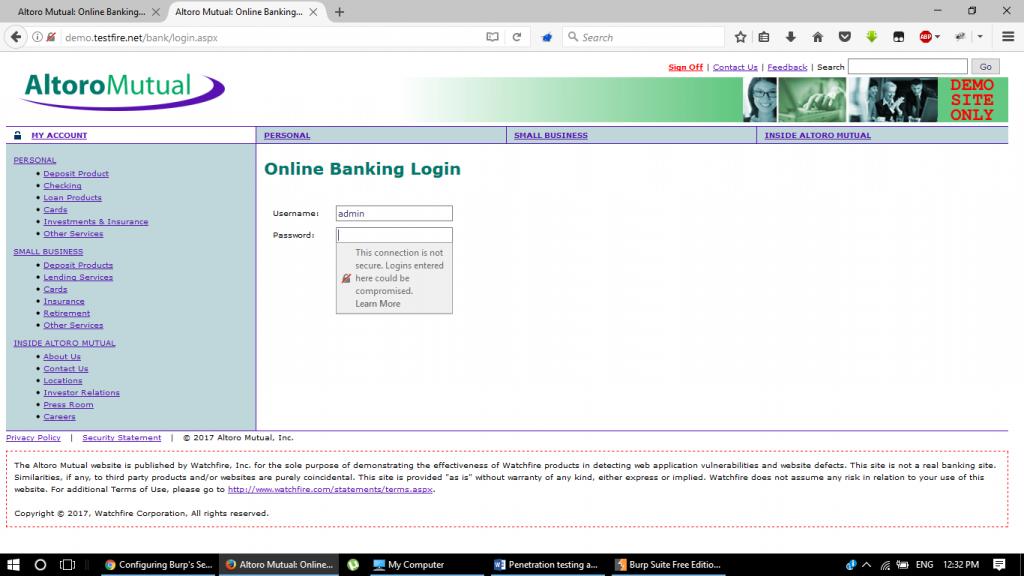 Altoro Mutual: Online Banking...
Altoro Mutual: Online Banking...
demo.testfire.net/bank/login.aspx
Search
ABP
AltoroMutual
Sign Off | Contact Us | Feedback | Search
Go
DEMO
SITE
ONLY
MY ACCOUNT
PERSONAL
SMALL BUSINESS
INSIDE ALTORO MUTUAL
PERSONAL
Deposit Product
Checking
Loan Products
Cards
Investments & Insurance
Other Services
SMALL BUSINESS
Deposit Products
Lending Services
Cards
Insurance
Retirement
Other Services
INSIDE ALTORO MUTUAL
About Us
Contact Us
Locations
Investor Relations
Press Room
Careers
Online Banking Login
Username:
admin
Password:
This connection is not
secure. Logins entered
here could be
compromised.
Learn More
Privacy Policy | Security Statement | © 2017 Altoro Mutual, Inc.
The Altoro Mutual website is published by Watchfire, Inc. for the sole purpose of demonstrating the effectiveness of Watchfire products in detecting web application vulnerabilities and website defects. This site is not a real banking site.
Similarities, if any, to third party products and/or websites are purely coincidental. This site is provided "as is" without warranty of any kind, either express or implied. Watchfire does not assume any risk in relation to your use of this
website. For additional Terms of Use, please go to http://www.watchfire.com/statements/terms.aspx.
Copyright © 2017, Watchfire Corporation, All rights reserved.
Configuring Burp's Se...
Altoro Mutual: Online...
My Computer
Penetration testing a...
Burp Suite Free Editio...
ENG
12:32 PM